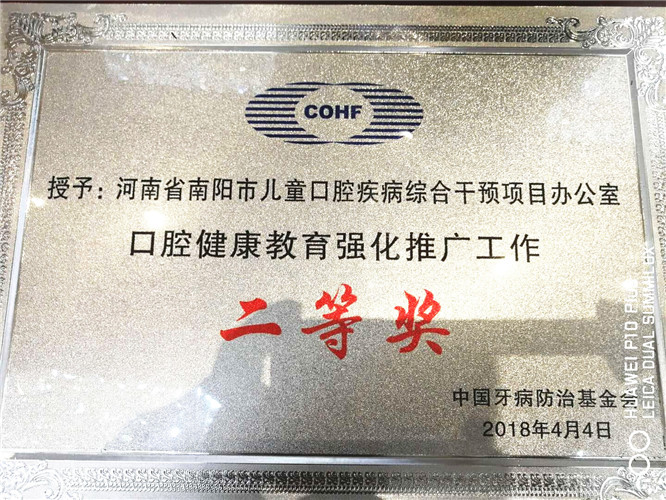 COHF
授予：河南省南阳市儿童口腔疾病综合干预项目办公室
口腔健康教育强化推广工作
二等奖
中国牙病防治基金会
2018年4月4日
HUAWEI P10 Plus
LEICA DUAL SUMMILUX